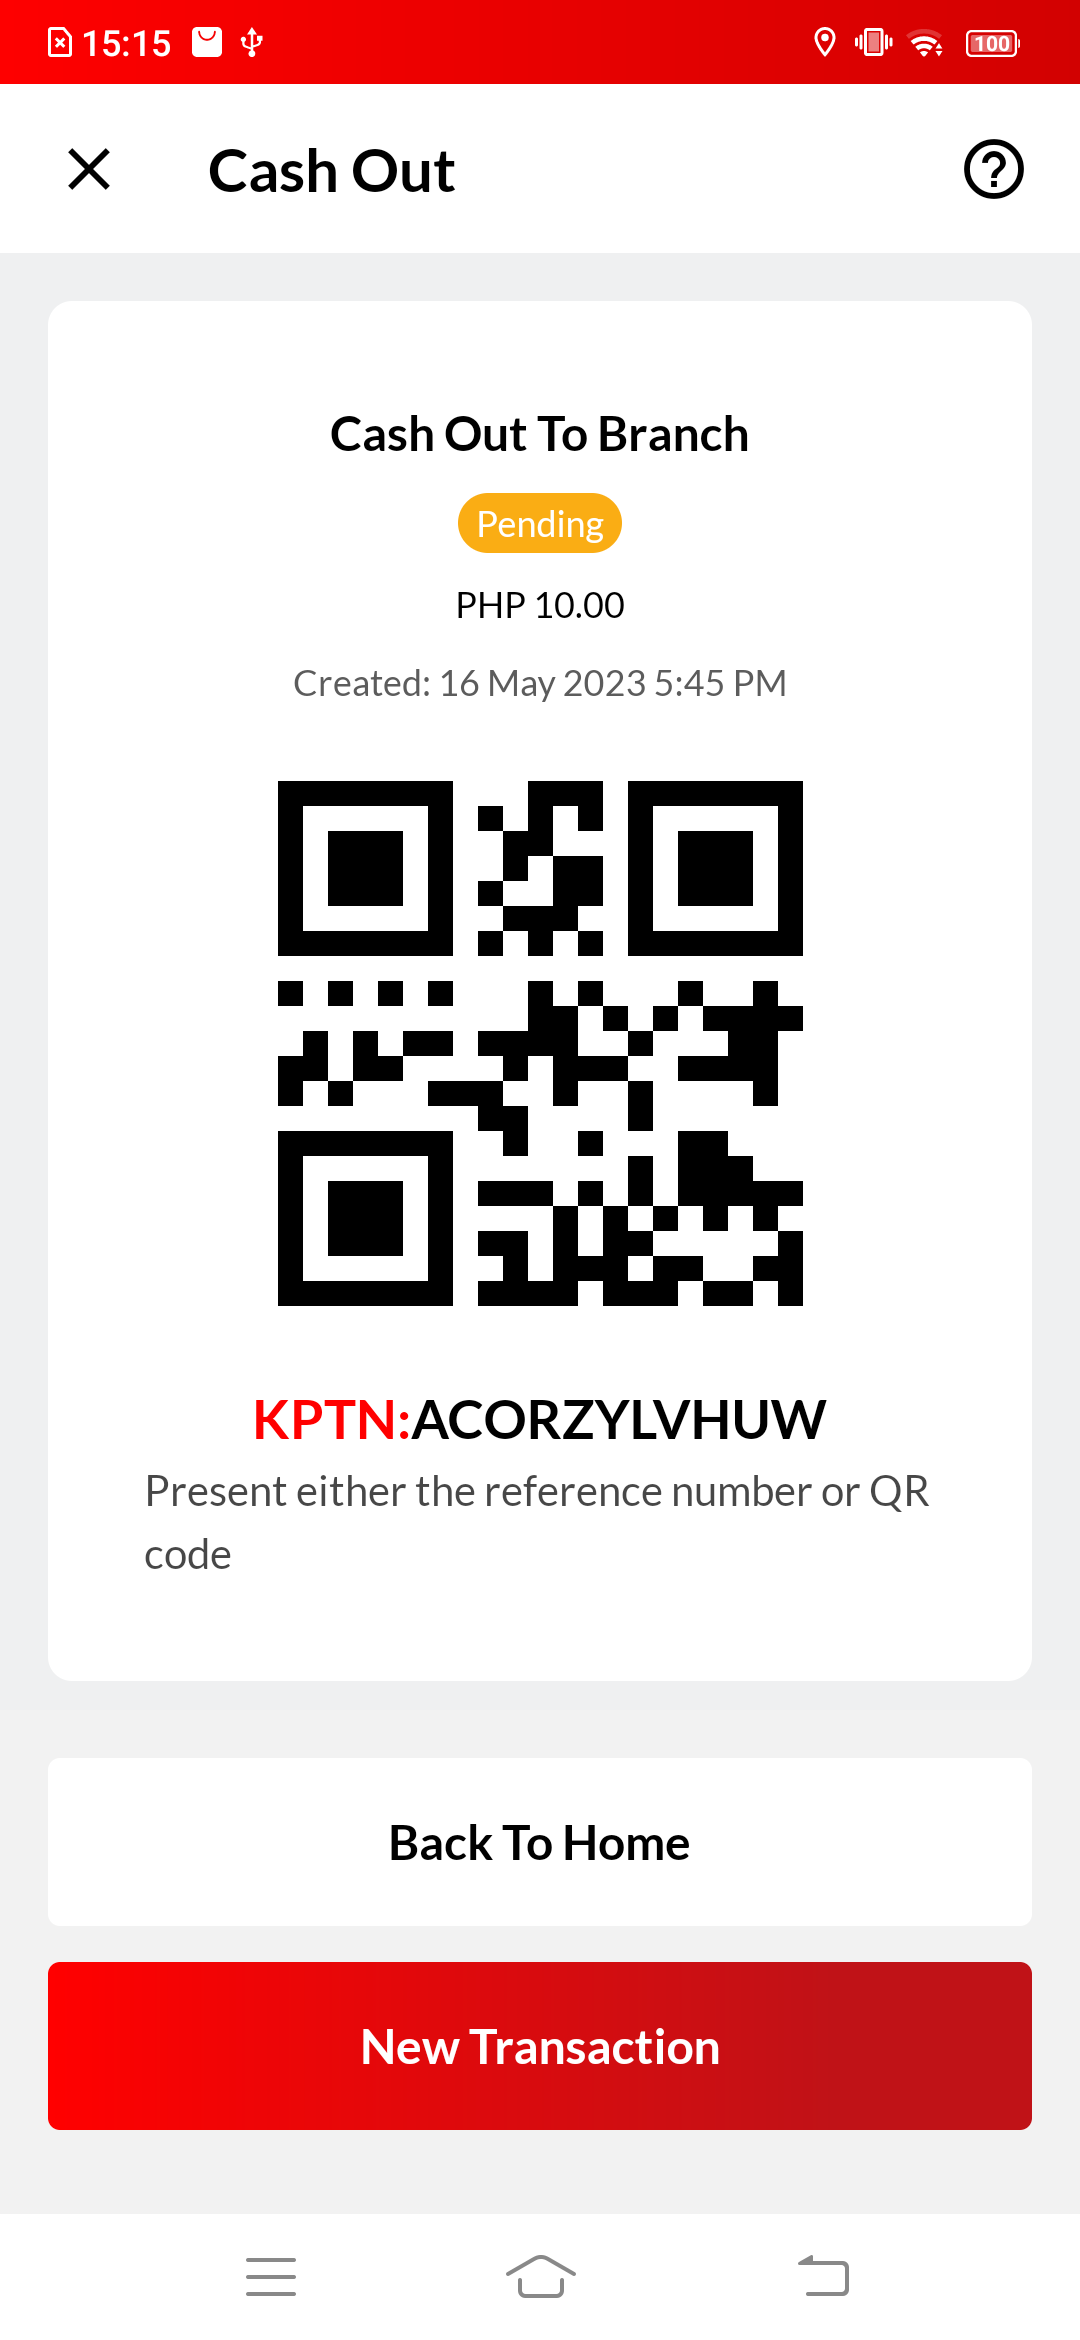 15:15
100
Cash Out
Cash Out To Branch
Pending
PHP 10.00
Created: 16 May 2023 5:45 PM
KPTN:ACORZYLVHUW
Present either the reference number or QR
code
Back To Home
New Transaction